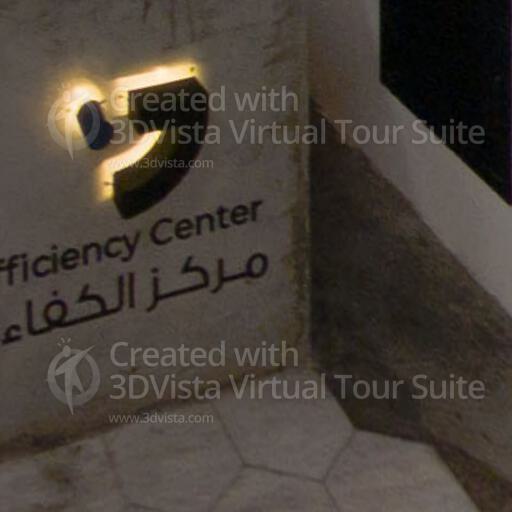 Created with
3DVista Virtual Tour Suite
www.3dvista.com
fficiency Center
مركز الكفاء
Created with
3DVista Virtual Tour Suite
www.3dvista.com